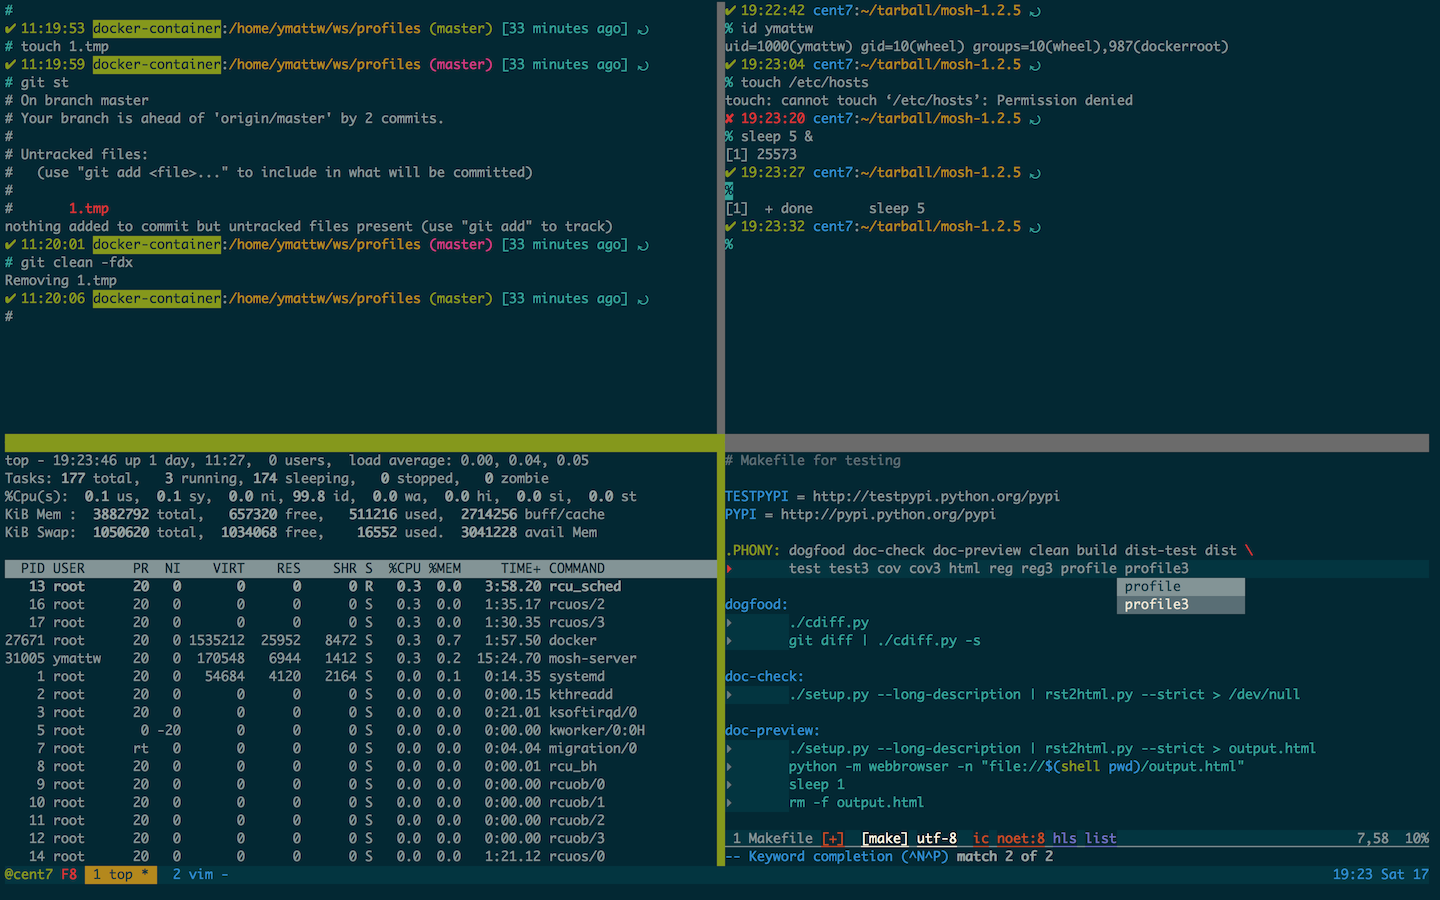 #
✔ 11:19:53 docker-container:/home/ymattw/ws/profiles (master) [33 minutes ago] ⤾
# touch 1.tmp
✔ 11:19:59 docker-container:/home/ymattw/ws/profiles (master) [33 minutes ago] ⤾
# git st
# On branch master
# Your branch is ahead of 'origin/master' by 2 commits.
#
# Untracked files:
#   (use "git add <file>..." to include in what will be committed)
#
#       1.tmp
nothing added to commit but untracked files present (use "git add" to track)
✔ 11:20:01 docker-container:/home/ymattw/ws/profiles (master) [33 minutes ago] ⤾
# git clean -fdx
Removing 1.tmp
✔ 11:20:06 docker-container:/home/ymattw/ws/profiles (master) [33 minutes ago] ⤾
#
✔ 19:22:42 cent7:~/tarball/mosh-1.2.5 ⤾
% id ymattw
uid=1000(ymattw) gid=10(wheel) groups=10(wheel),987(dockerroot)
✔ 19:23:04 cent7:~/tarball/mosh-1.2.5 ⤾
% touch /etc/hosts
touch: cannot touch ‘/etc/hosts’: Permission denied
✘ 19:23:20 cent7:~/tarball/mosh-1.2.5 ⤾
% sleep 5 &
[1] 25573
✔ 19:23:27 cent7:~/tarball/mosh-1.2.5 ⤾
%
[1]  + done       sleep 5
✔ 19:23:32 cent7:~/tarball/mosh-1.2.5 ⤾
%
top - 19:23:46 up 1 day, 11:27,  0 users,  load average: 0.00, 0.04, 0.05
Tasks: 177 total,   3 running, 174 sleeping,   0 stopped,   0 zombie
%Cpu(s):  0.1 us,  0.1 sy,  0.0 ni, 99.8 id,  0.0 wa,  0.0 hi,  0.0 si,  0.0 st
KiB Mem :  3882792 total,   657320 free,   511216 used,  2714256 buff/cache
KiB Swap:  1050620 total,  1034068 free,    16552 used.  3041228 avail Mem
  PID USER      PR  NI    VIRT    RES    SHR S  %CPU %MEM     TIME+ COMMAND
   13 root      20   0       0      0      0 R   0.3  0.0   3:58.20 rcu_sched
   16 root      20   0       0      0      0 S   0.3  0.0   1:35.17 rcuos/2
   17 root      20   0       0      0      0 S   0.3  0.0   1:30.35 rcuos/3
27671 root      20   0 1535212  25952   8472 S   0.3  0.7   1:57.50 docker
31005 ymattw    20   0  170548   6944   1412 S   0.3  0.2  15:24.70 mosh-server
    1 root      20   0   54684   4120   2164 S   0.0  0.1   0:14.35 systemd
    2 root      20   0       0      0      0 S   0.0  0.0   0:00.15 kthreadd
    3 root      20   0       0      0      0 S   0.0  0.0   0:21.01 ksoftirqd/0
    5 root       0 -20       0      0      0 S   0.0  0.0   0:00.00 kworker/0:0H
    7 root      rt   0       0      0      0 S   0.0  0.0   0:04.04 migration/0
    8 root      20   0       0      0      0 S   0.0  0.0   0:00.01 rcu_bh
    9 root      20   0       0      0      0 S   0.0  0.0   0:00.00 rcuob/0
   10 root      20   0       0      0      0 S   0.0  0.0   0:00.00 rcuob/1
   11 root      20   0       0      0      0 S   0.0  0.0   0:00.00 rcuob/2
   12 root      20   0       0      0      0 S   0.0  0.0   0:00.00 rcuob/3
   14 root      20   0       0      0      0 S   0.0  0.0   1:21.12 rcuos/0
# Makefile for testing
TESTPYPI = http://testpypi.python.org/pypi
PYPI = http://pypi.python.org/pypi
.PHONY: dogfood doc-check doc-preview clean build dist-test dist \
▸       test test3 cov cov3 html reg reg3 profile profile3
profile
dogfood:
profile3
▸       ./cdiff.py
▸       git diff | ./cdiff.py -s
doc-check:
▸       ./setup.py --long-description | rst2html.py --strict > /dev/null
doc-preview:
▸       ./setup.py --long-description | rst2html.py --strict > output.html
▸       python -m webbrowser -n "file://$(shell pwd)/output.html"
▸       sleep 1
▸       rm -f output.html
1 Makefile [+]  [make] utf-8  ic noet:8 hls list 7,58  10%
-- Keyword completion (^N^P) match 2 of 2
@cent7 F8  1 top *  2 vim - 19:23 Sat 17